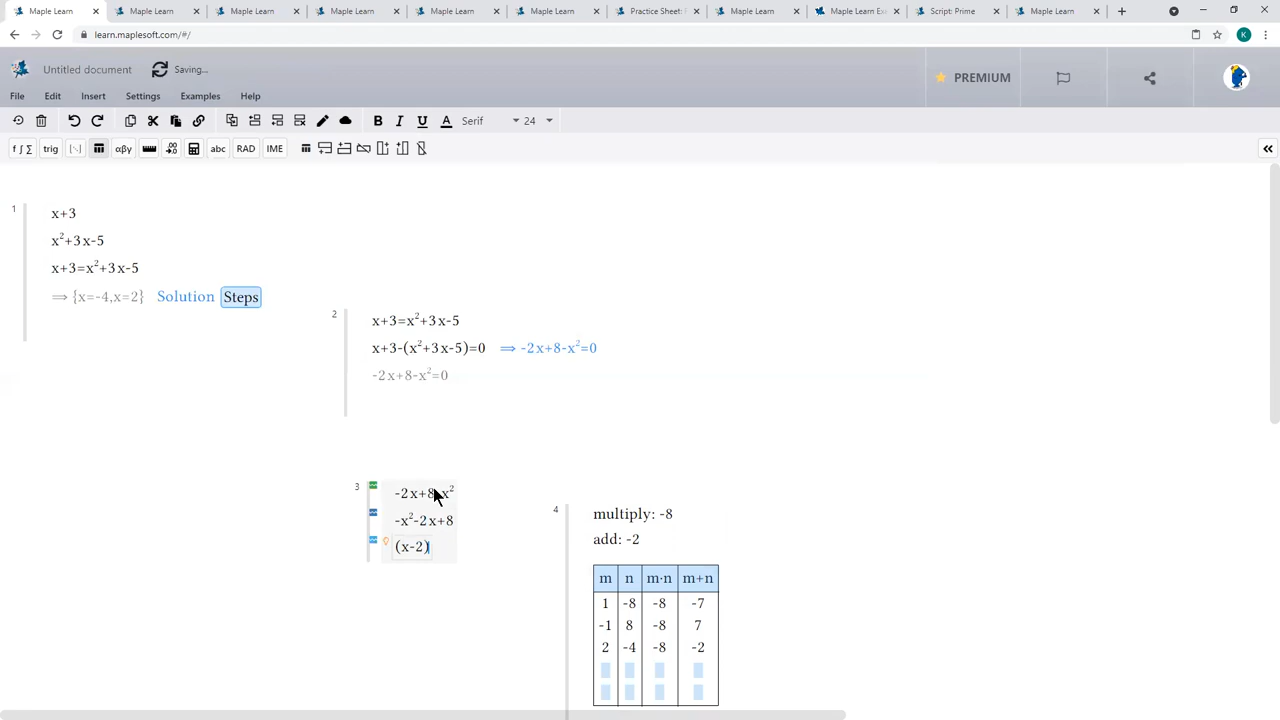 Maple Learn
Maple Learn
Maple Learn
Maple Learn
Maple Learn
Maple Learn
Practice Sheet:
Maple Learn
Maple Learn Ex
Script: Prime
Maple Learn
learn.maplesoft.com/#/
K
Untitled document Saving...
PREMIUM
File Edit Insert Settings Examples Help
B I U A Serif 24
f ∫ ∑ trig αβγ abc RAD IME
1
x+3
x²+3x-5
x+3=x²+3x-5
⟹ {x=-4,x=2} Solution Steps
2
x+3=x²+3x-5
x+3-(x²+3x-5)=0 ⟹ -2x+8-x²=0
-2x+8-x²=0
3
-2x+8-x²
-x²-2x+8
(x-2)
4
multiply: -8
add: -2
m n m·n m+n
1 -8 -8 -7
-1 8 -8 7
2 -4 -8 -2